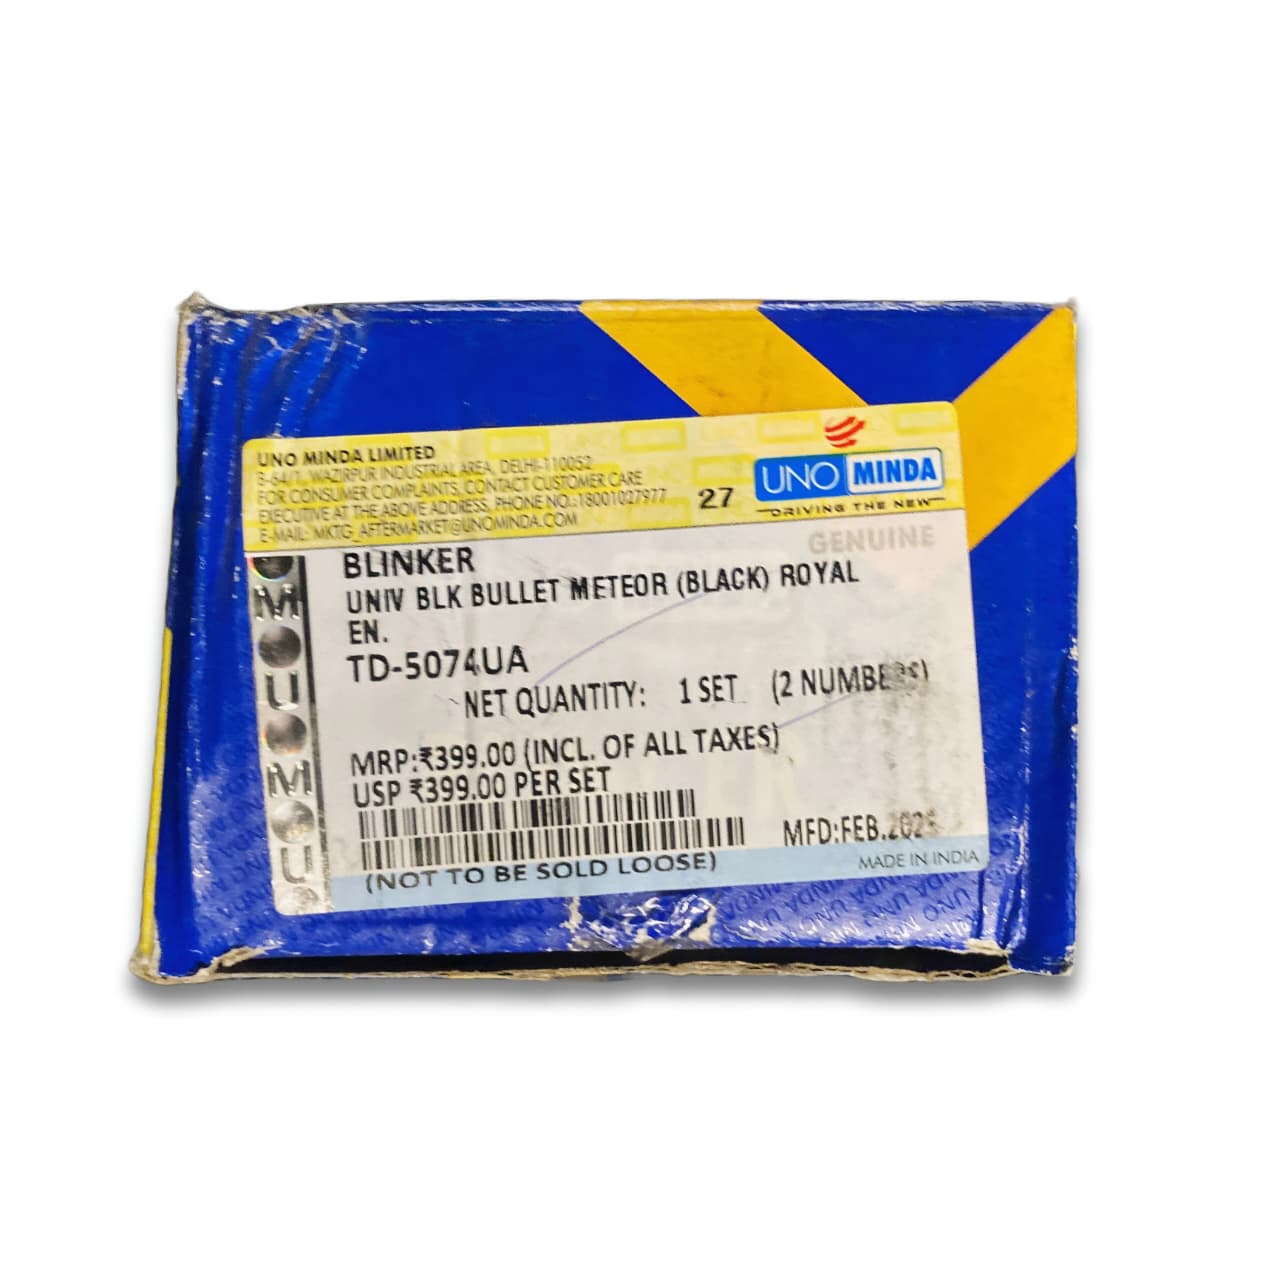 UNO MINDA LIMITED
B-64/1, WAZIRPUR INDUSTRIAL AREA, DELHI-110052
FOR CONSUMER COMPLAINTS, CONTACT CUSTOMER CARE
EXECUTIVE AT THE ABOVE ADDRESS, PHONE NO.:18001027977
E-MAIL: MKTG_AFTERMARKET@UNOMINDA.COM
27
UNO MINDA
DRIVING THE NEW
GENUINE
BLINKER
UNIV BLK BULLET METEOR (BLACK) ROYAL
EN.
TD-5074UA
NET QUANTITY: 1 SET (2 NUMBERS)
MRP:₹399.00 (INCL. OF ALL TAXES)
USP ₹399.00 PER SET
MFD:FEB.
(NOT TO BE SOLD LOOSE)
MADE IN INDIA